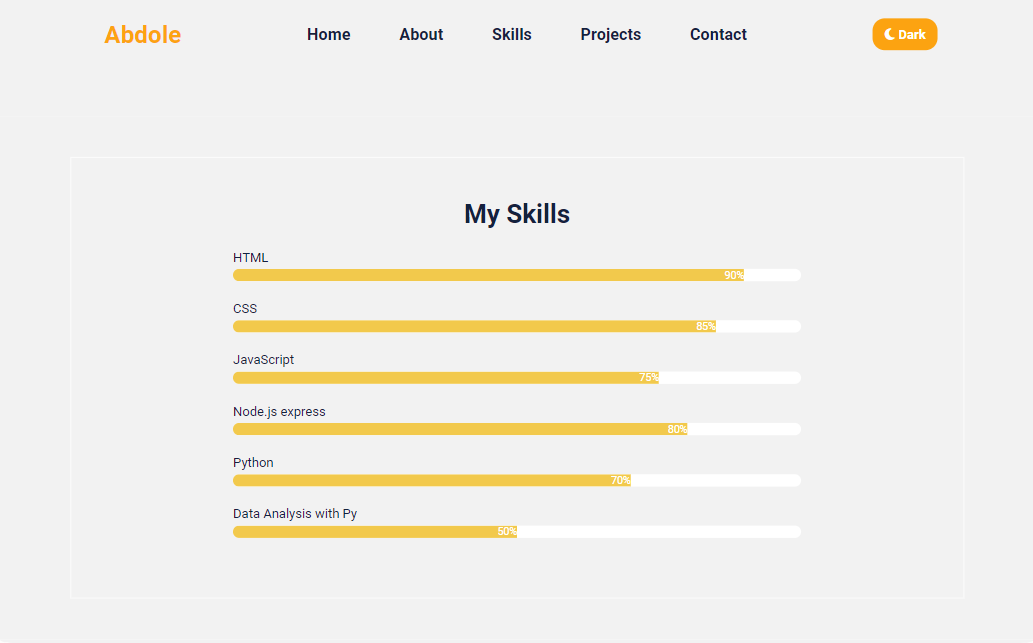 Abdole Home About Skills Projects Contact Dark
My Skills
HTML
90%
CSS
85%
JavaScript
75%
Node.js express
80%
Python
70%
Data Analysis with Py
50%